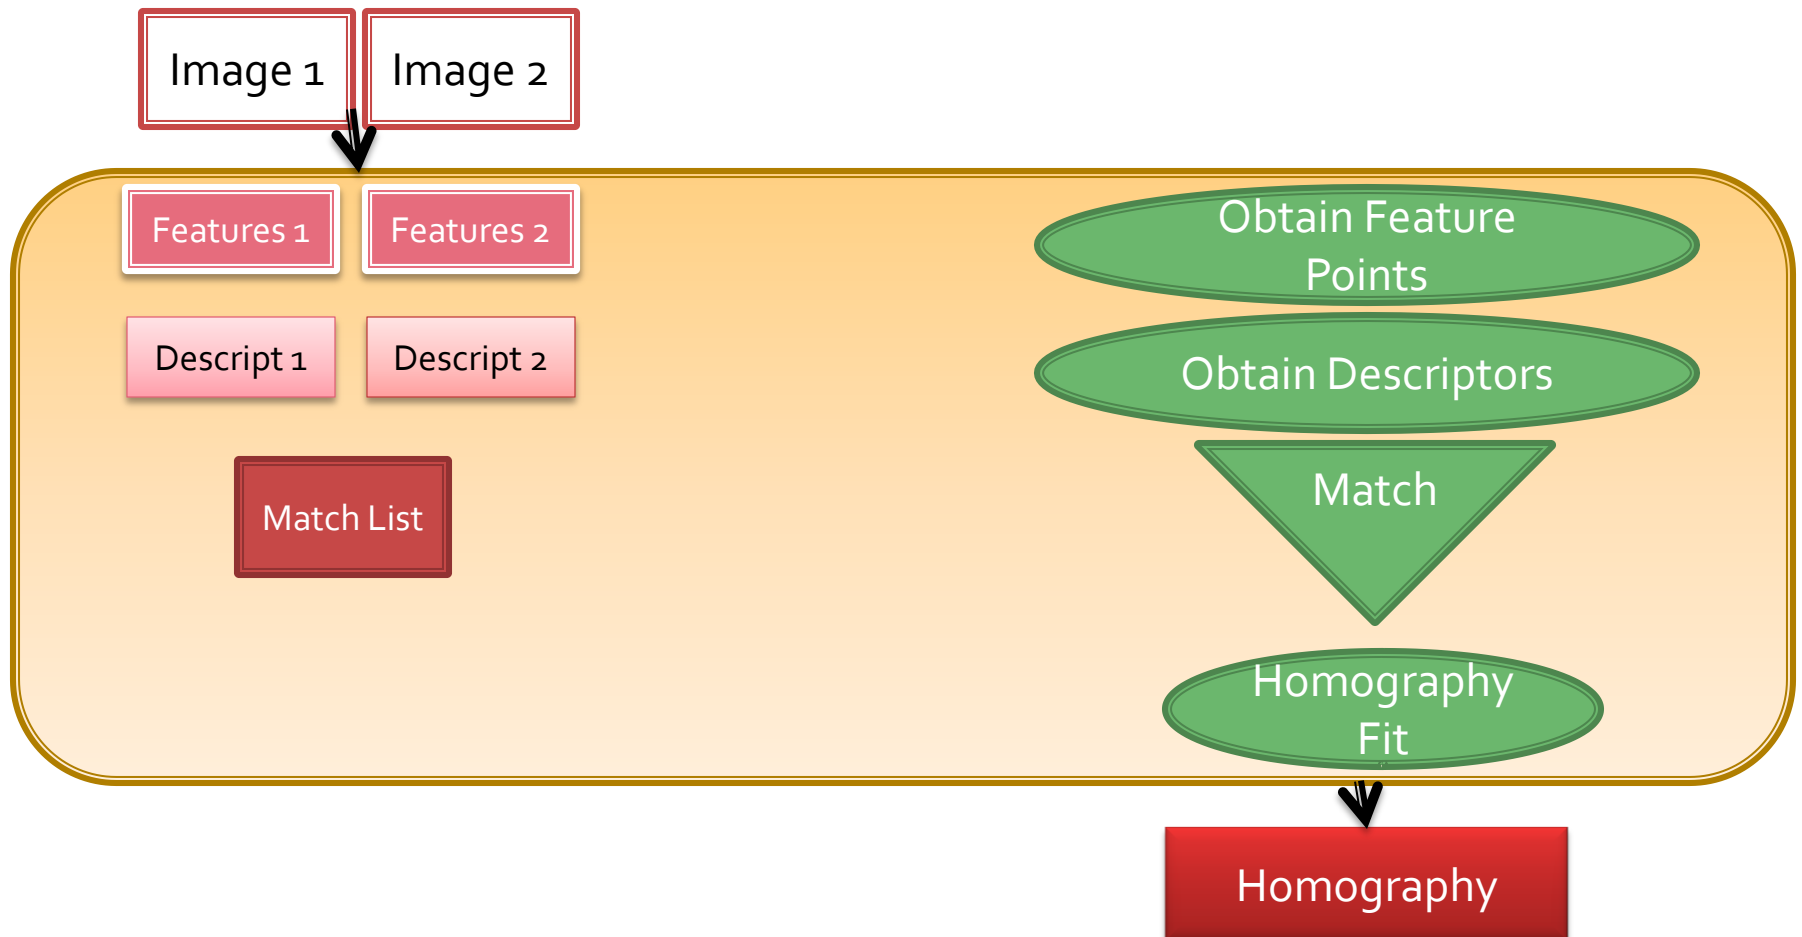 Image 1
Image 2
Features 1
Features 2
Obtain Feature
Points
Descript 1
Descript 2
Obtain Descriptors
Match List
Match
Homography
Fit
Homography